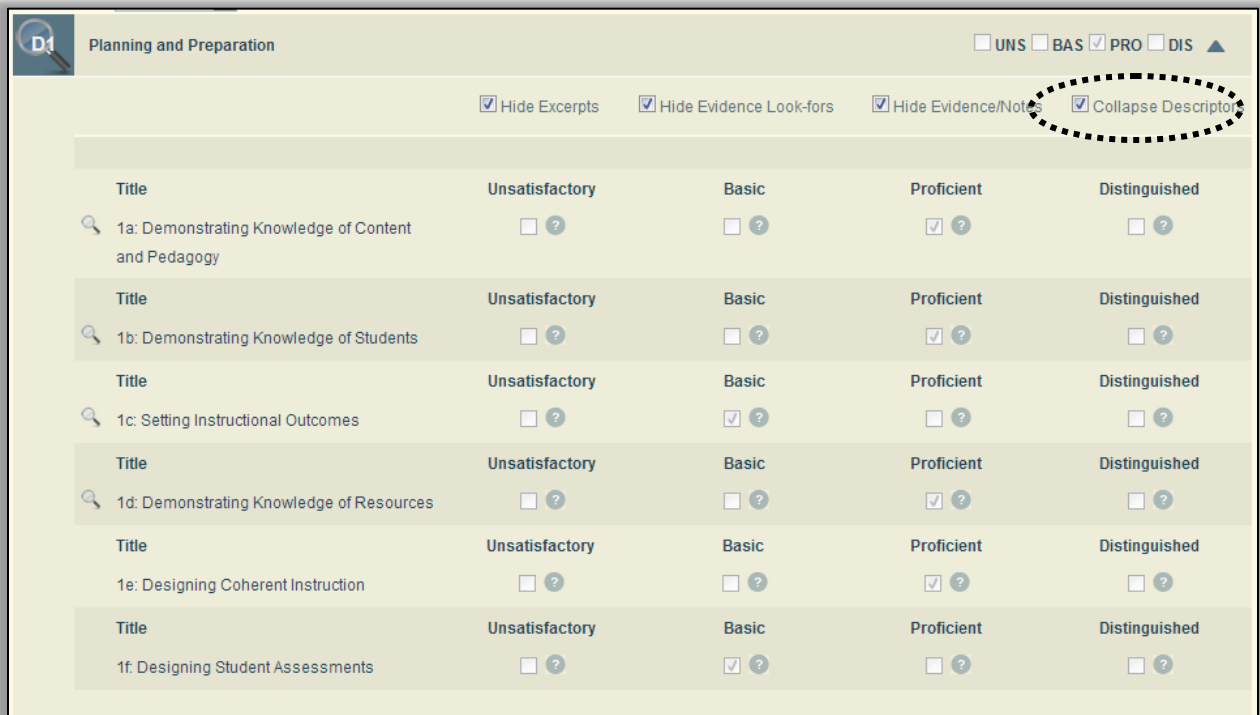 D1 Planning and Preparation UNS BAS PRO DIS
Hide Excerpts Hide Evidence Look-fors Hide Evidence/Notes Collapse Descriptors
Title Unsatisfactory Basic Proficient Distinguished
1a: Demonstrating Knowledge of Content ? ? ? ?
and Pedagogy
Title Unsatisfactory Basic Proficient Distinguished
1b: Demonstrating Knowledge of Students ? ? ? ?
Title Unsatisfactory Basic Proficient Distinguished
1c: Setting Instructional Outcomes ? ? ? ?
Title Unsatisfactory Basic Proficient Distinguished
1d: Demonstrating Knowledge of Resources ? ? ? ?
Title Unsatisfactory Basic Proficient Distinguished
1e: Designing Coherent Instruction ? ? ? ?
Title Unsatisfactory Basic Proficient Distinguished
1f: Designing Student Assessments ? ? ? ?